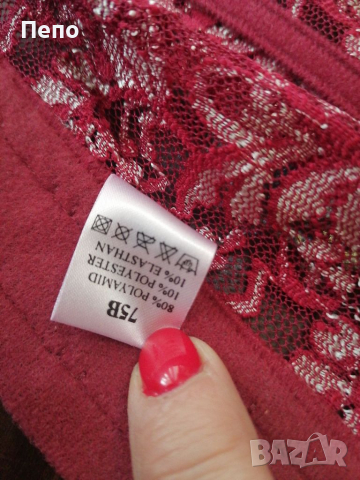 Пепо
75B
80% POLYAMID
10% POLYESTER
10% ELASTHAN
BAZAR